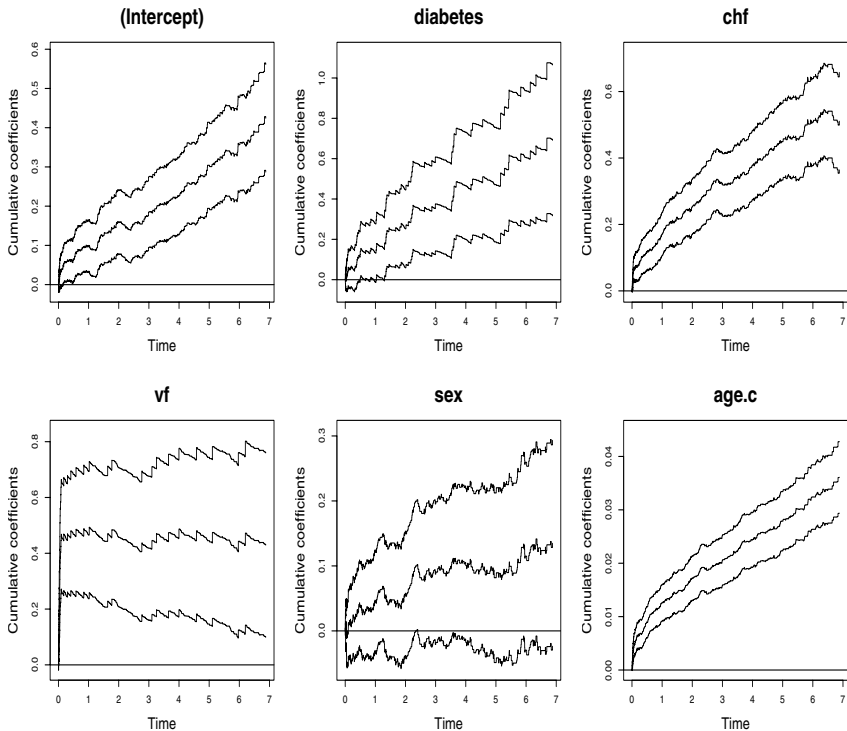 (Intercept)
Cumulative coefficients
0.0 0.1 0.2 0.3 0.4 0.5 0.6
0 1 2 3 4 5 6 7
Time
diabetes
Cumulative coefficients
0.0 0.2 0.4 0.6 0.8 1.0
0 1 2 3 4 5 6 7
Time
chf
Cumulative coefficients
0.0 0.2 0.4 0.6
0 1 2 3 4 5 6 7
Time
vf
Cumulative coefficients
0.0 0.2 0.4 0.6 0.8
0 1 2 3 4 5 6 7
Time
sex
Cumulative coefficients
0.0 0.1 0.2 0.3
0 1 2 3 4 5 6 7
Time
age.c
Cumulative coefficients
0.00 0.01 0.02 0.03 0.04
0 1 2 3 4 5 6 7
Time